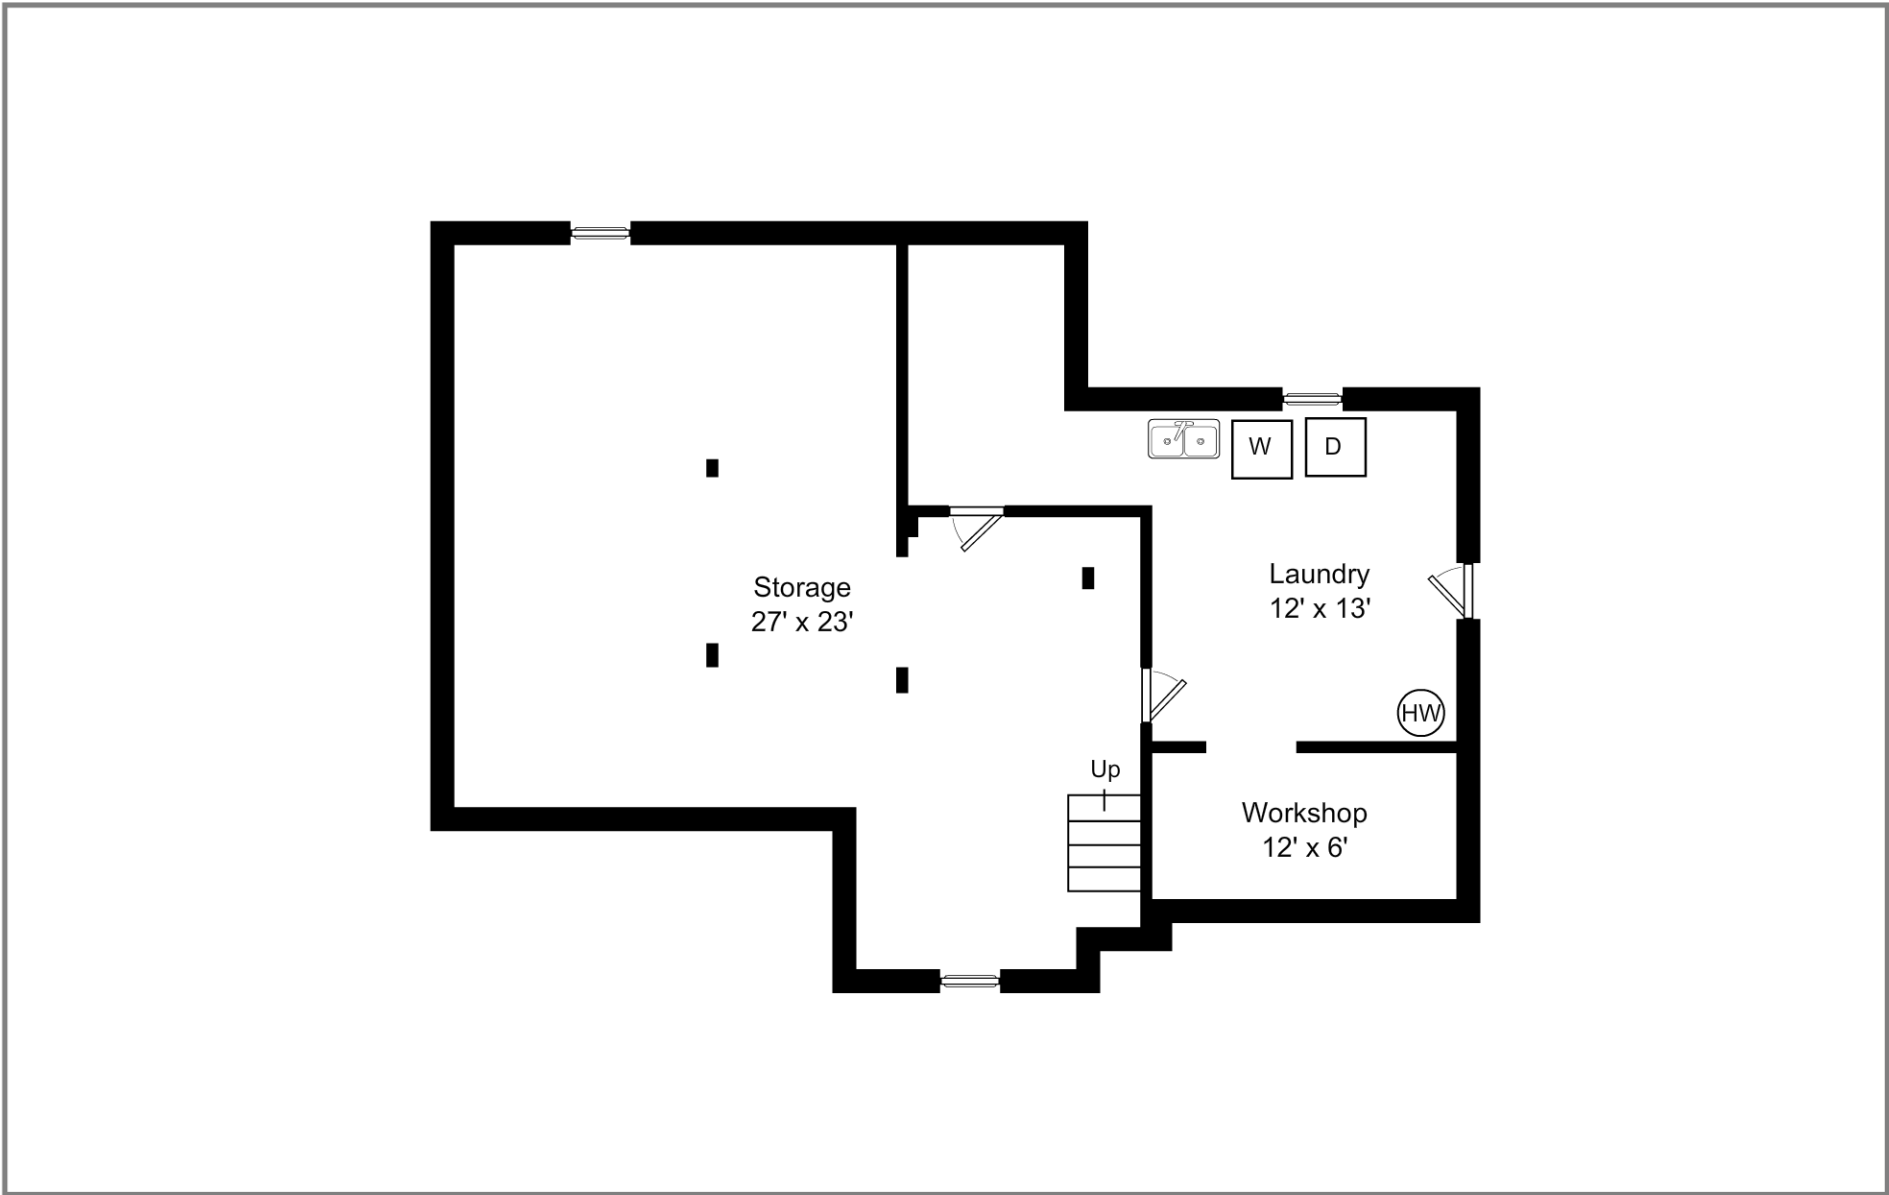 W
D
Storage
27' x 23'
Laundry
12' x 13'
HW
Up
Workshop
12' x 6'